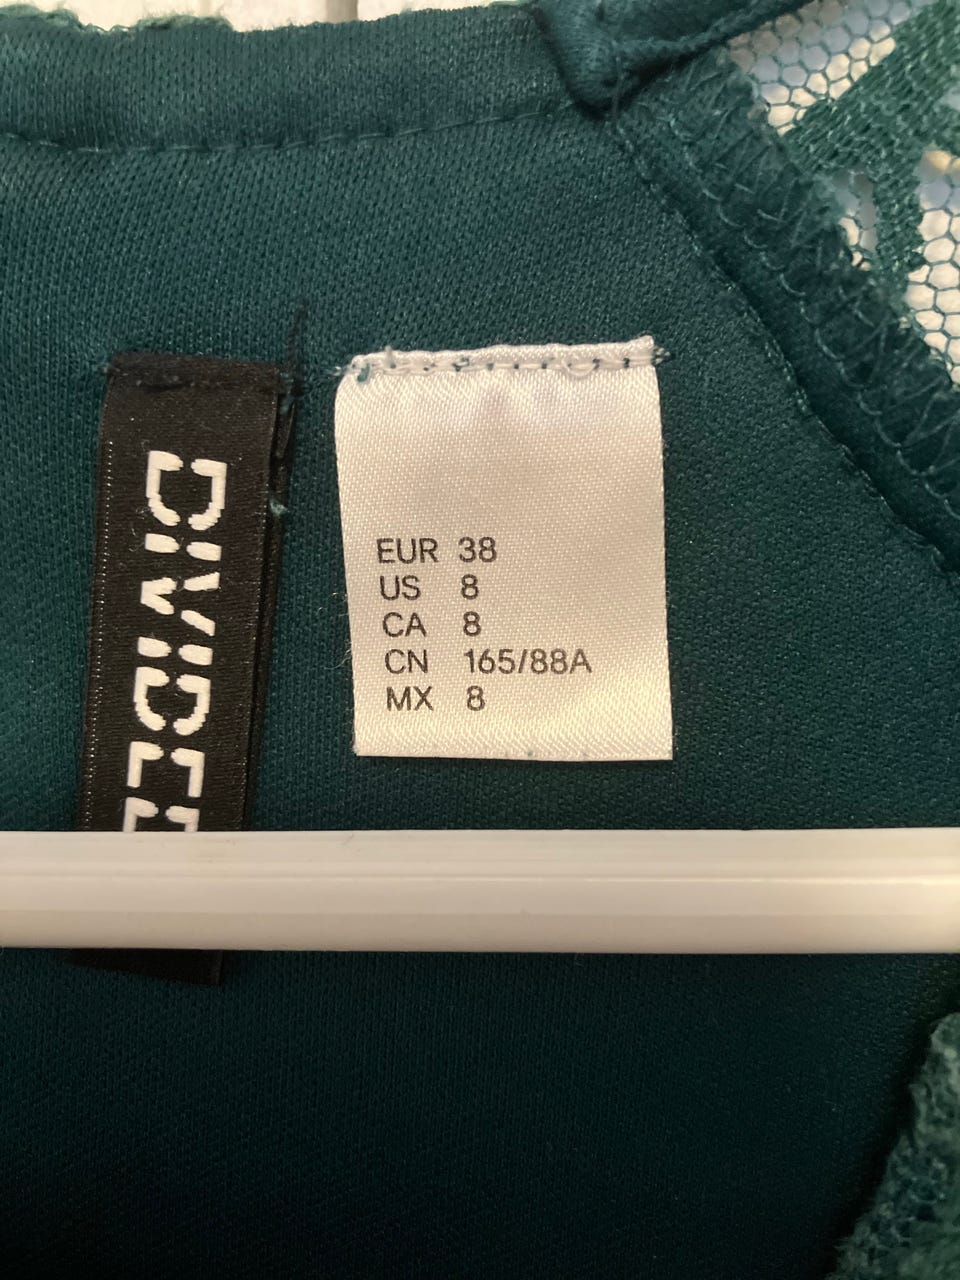 DIVIDED
EUR 38
US 8
CA 8
CN 165/88A
MX 8